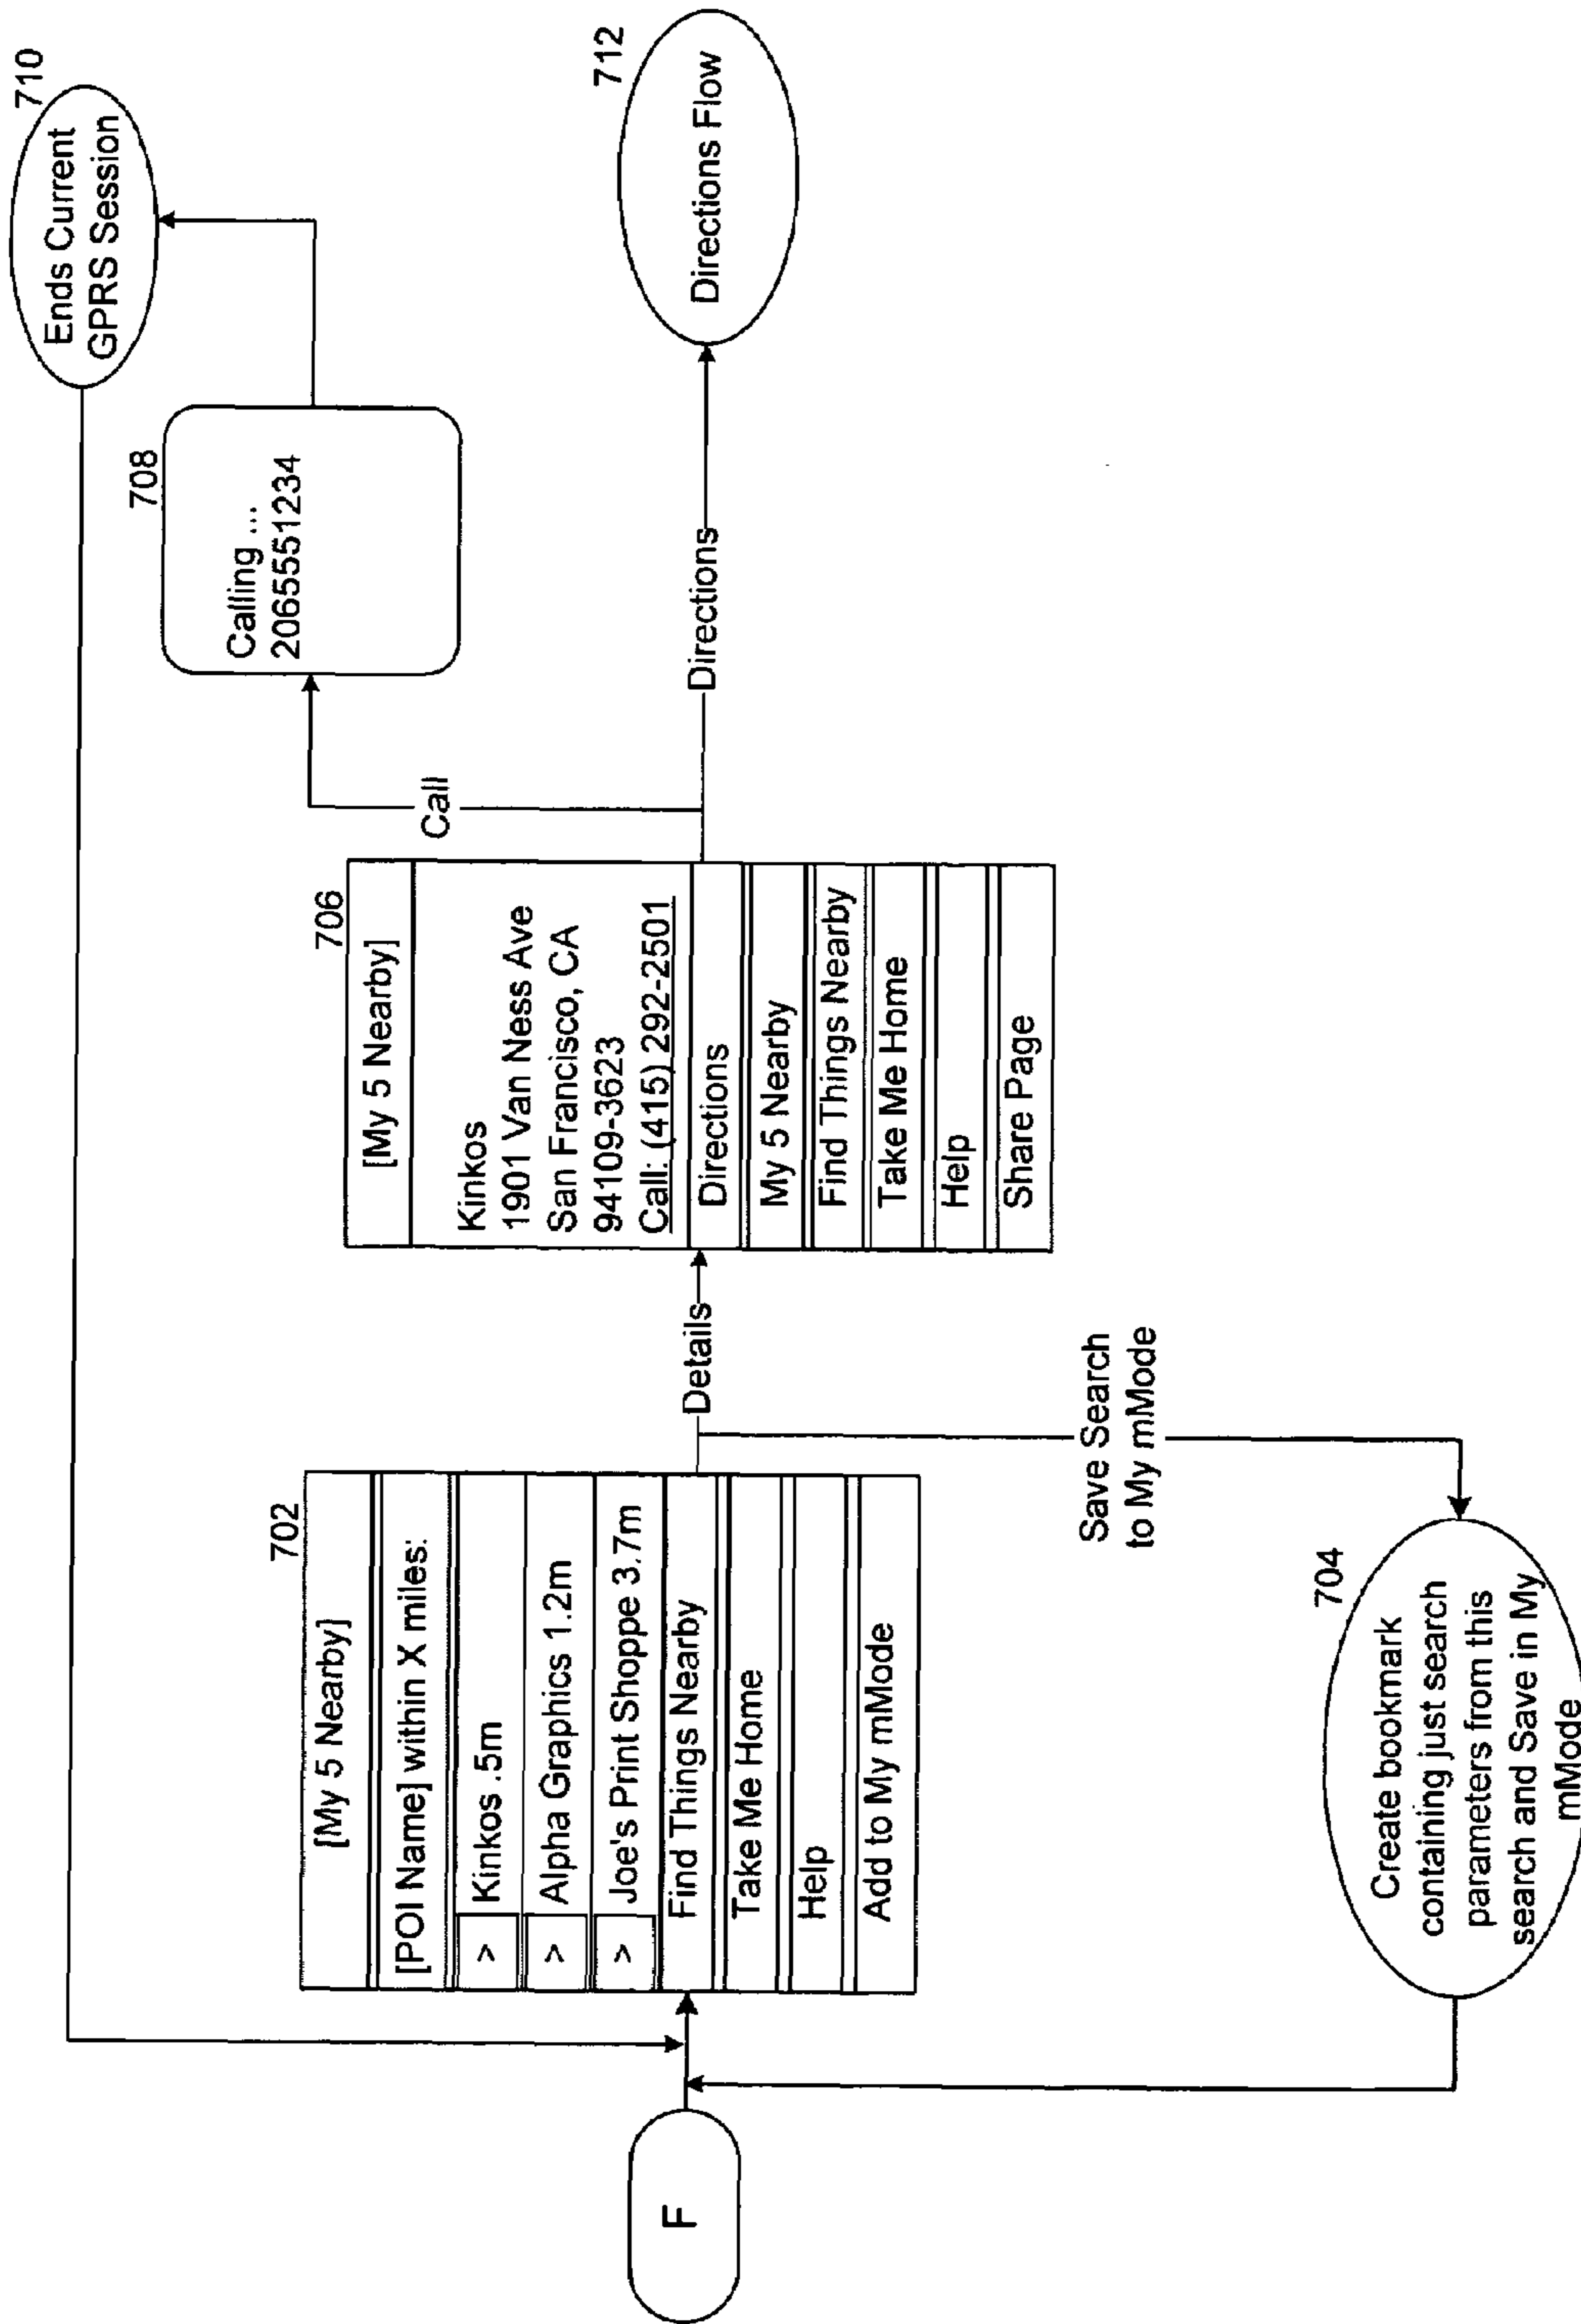 F
702
[My 5 Nearby]
[POI Name] within X miles:
> Kinkos .5m
> Alpha Graphics 1.2m
> Joe's Print Shoppe 3.7m
Find Things Nearby
Take Me Home
Help
Add to My mMode
Details
Save Search
to My mMode
704
Create bookmark
containing just search
parameters from this
search and Save in My
mMode
706
[My 5 Nearby]
Kinkos
1901 Van Ness Ave
San Francisco, CA
94109-3623
Call: (415) 292-2501
Directions
My 5 Nearby
Find Things Nearby
Take Me Home
Help
Share Page
Call
708
Calling ...
2065551234
710
Ends Current
GPRS Session
Directions
712
Directions Flow